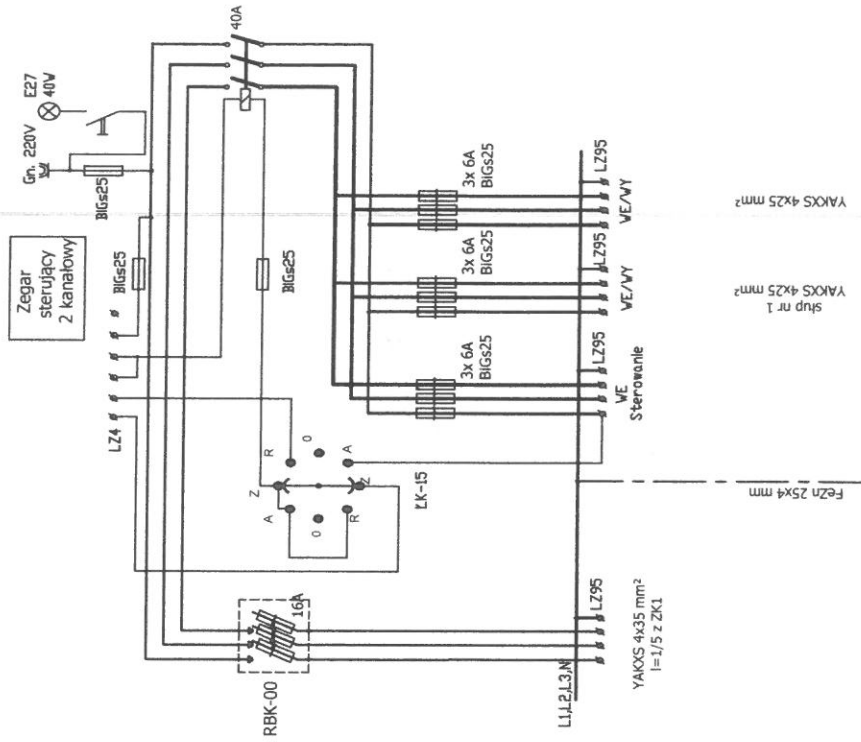 Zegar
sterujący
2 kanałowy
Gn. 220V
E27
40W
BiGs25
BiGs25
BiGs25
40A
LZ4
R
0
A
Z
Z
A
0
R
ŁK-15
RBK-00
16A
3x 6A
BiGs25
3x 6A
BiGs25
3x 6A
BiGs25
L1,L2,L3,N
LZ95
LZ95
LZ95
LZ95
YAKXS 4x35 mm²
l=1/5 z ZK1
WE
Sterowanie
WE/WY
WE/WY
FeZn 25x4 mm
słup nr 1
YAKXS 4x25 mm²
YAKXS 4x25 mm²